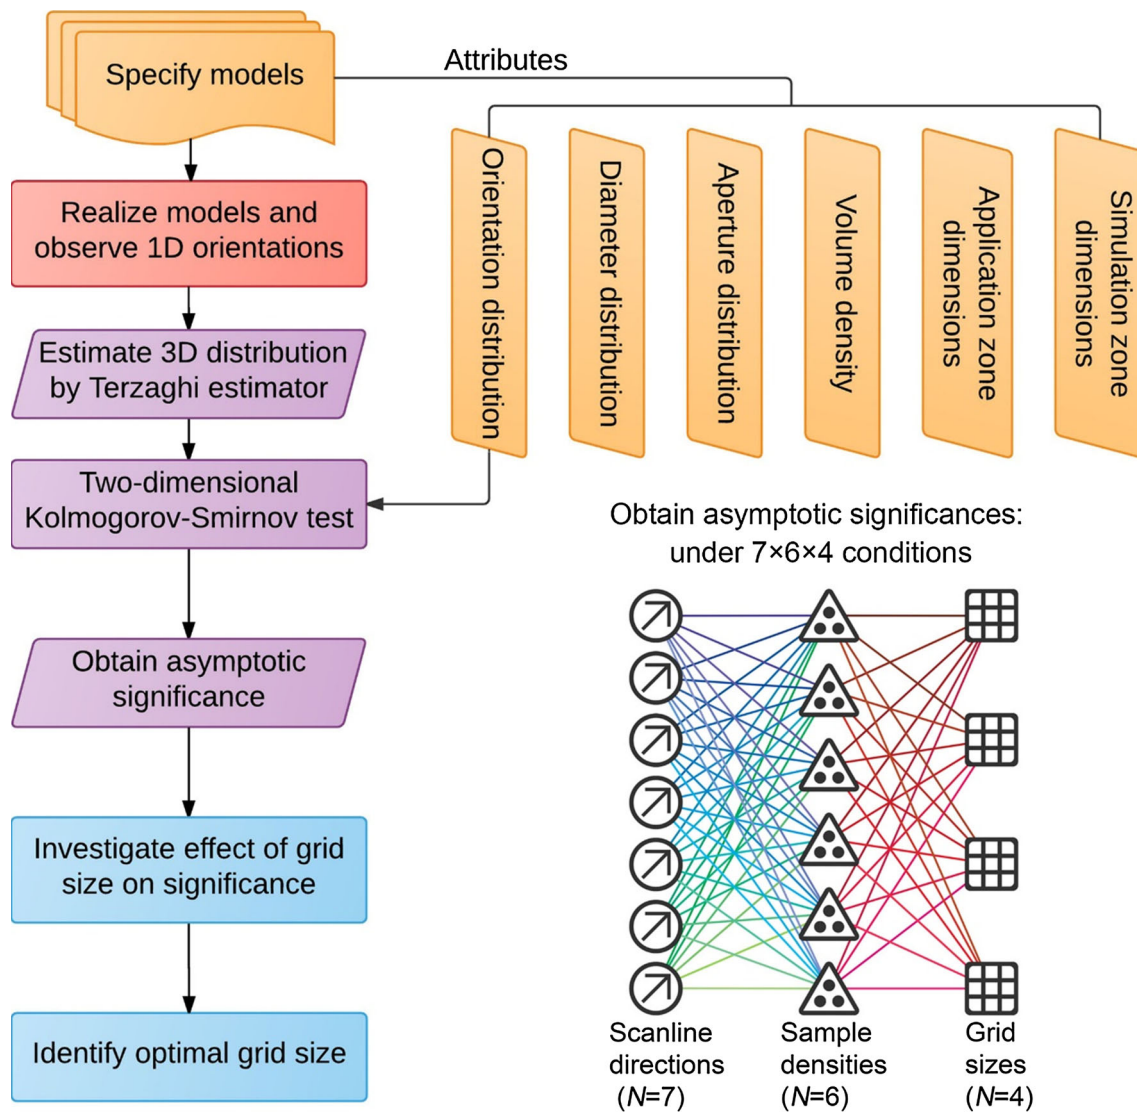 Specify models
Attributes
Realize models and
observe 1D orientations
Estimate 3D distribution
by Terzaghi estimator
Two-dimensional
Kolmogorov-Smirnov test
Obtain asymptotic
significance
Investigate effect of grid
size on significance
Identify optimal grid size
Orientation distribution
Diameter distribution
Aperture distribution
Volume density
Application zone
dimensions
Simulation zone
dimensions
Obtain asymptotic significances:
under 7×6×4 conditions
Scanline
directions
(N=7)
Sample
densities
(N=6)
Grid
sizes
(N=4)